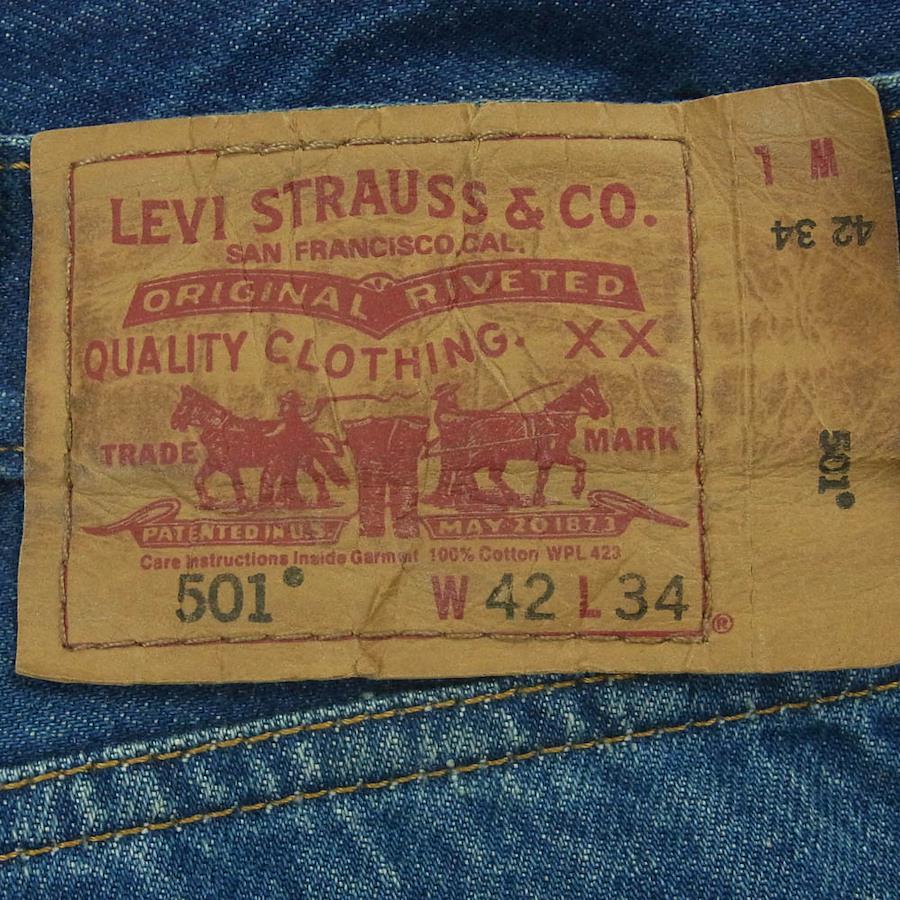 LEVI STRAUSS & CO.
SAN FRANCISCO, CAL.
ORIGINAL RIVETED
QUALITY CLOTHING. XX
TRADE MARK
PATENTED IN U.S. MAY 20 1873
Care Instructions Inside Garment 100% Cotton WPL 423
501® W 42 L 34
®
L W
42 34
501®